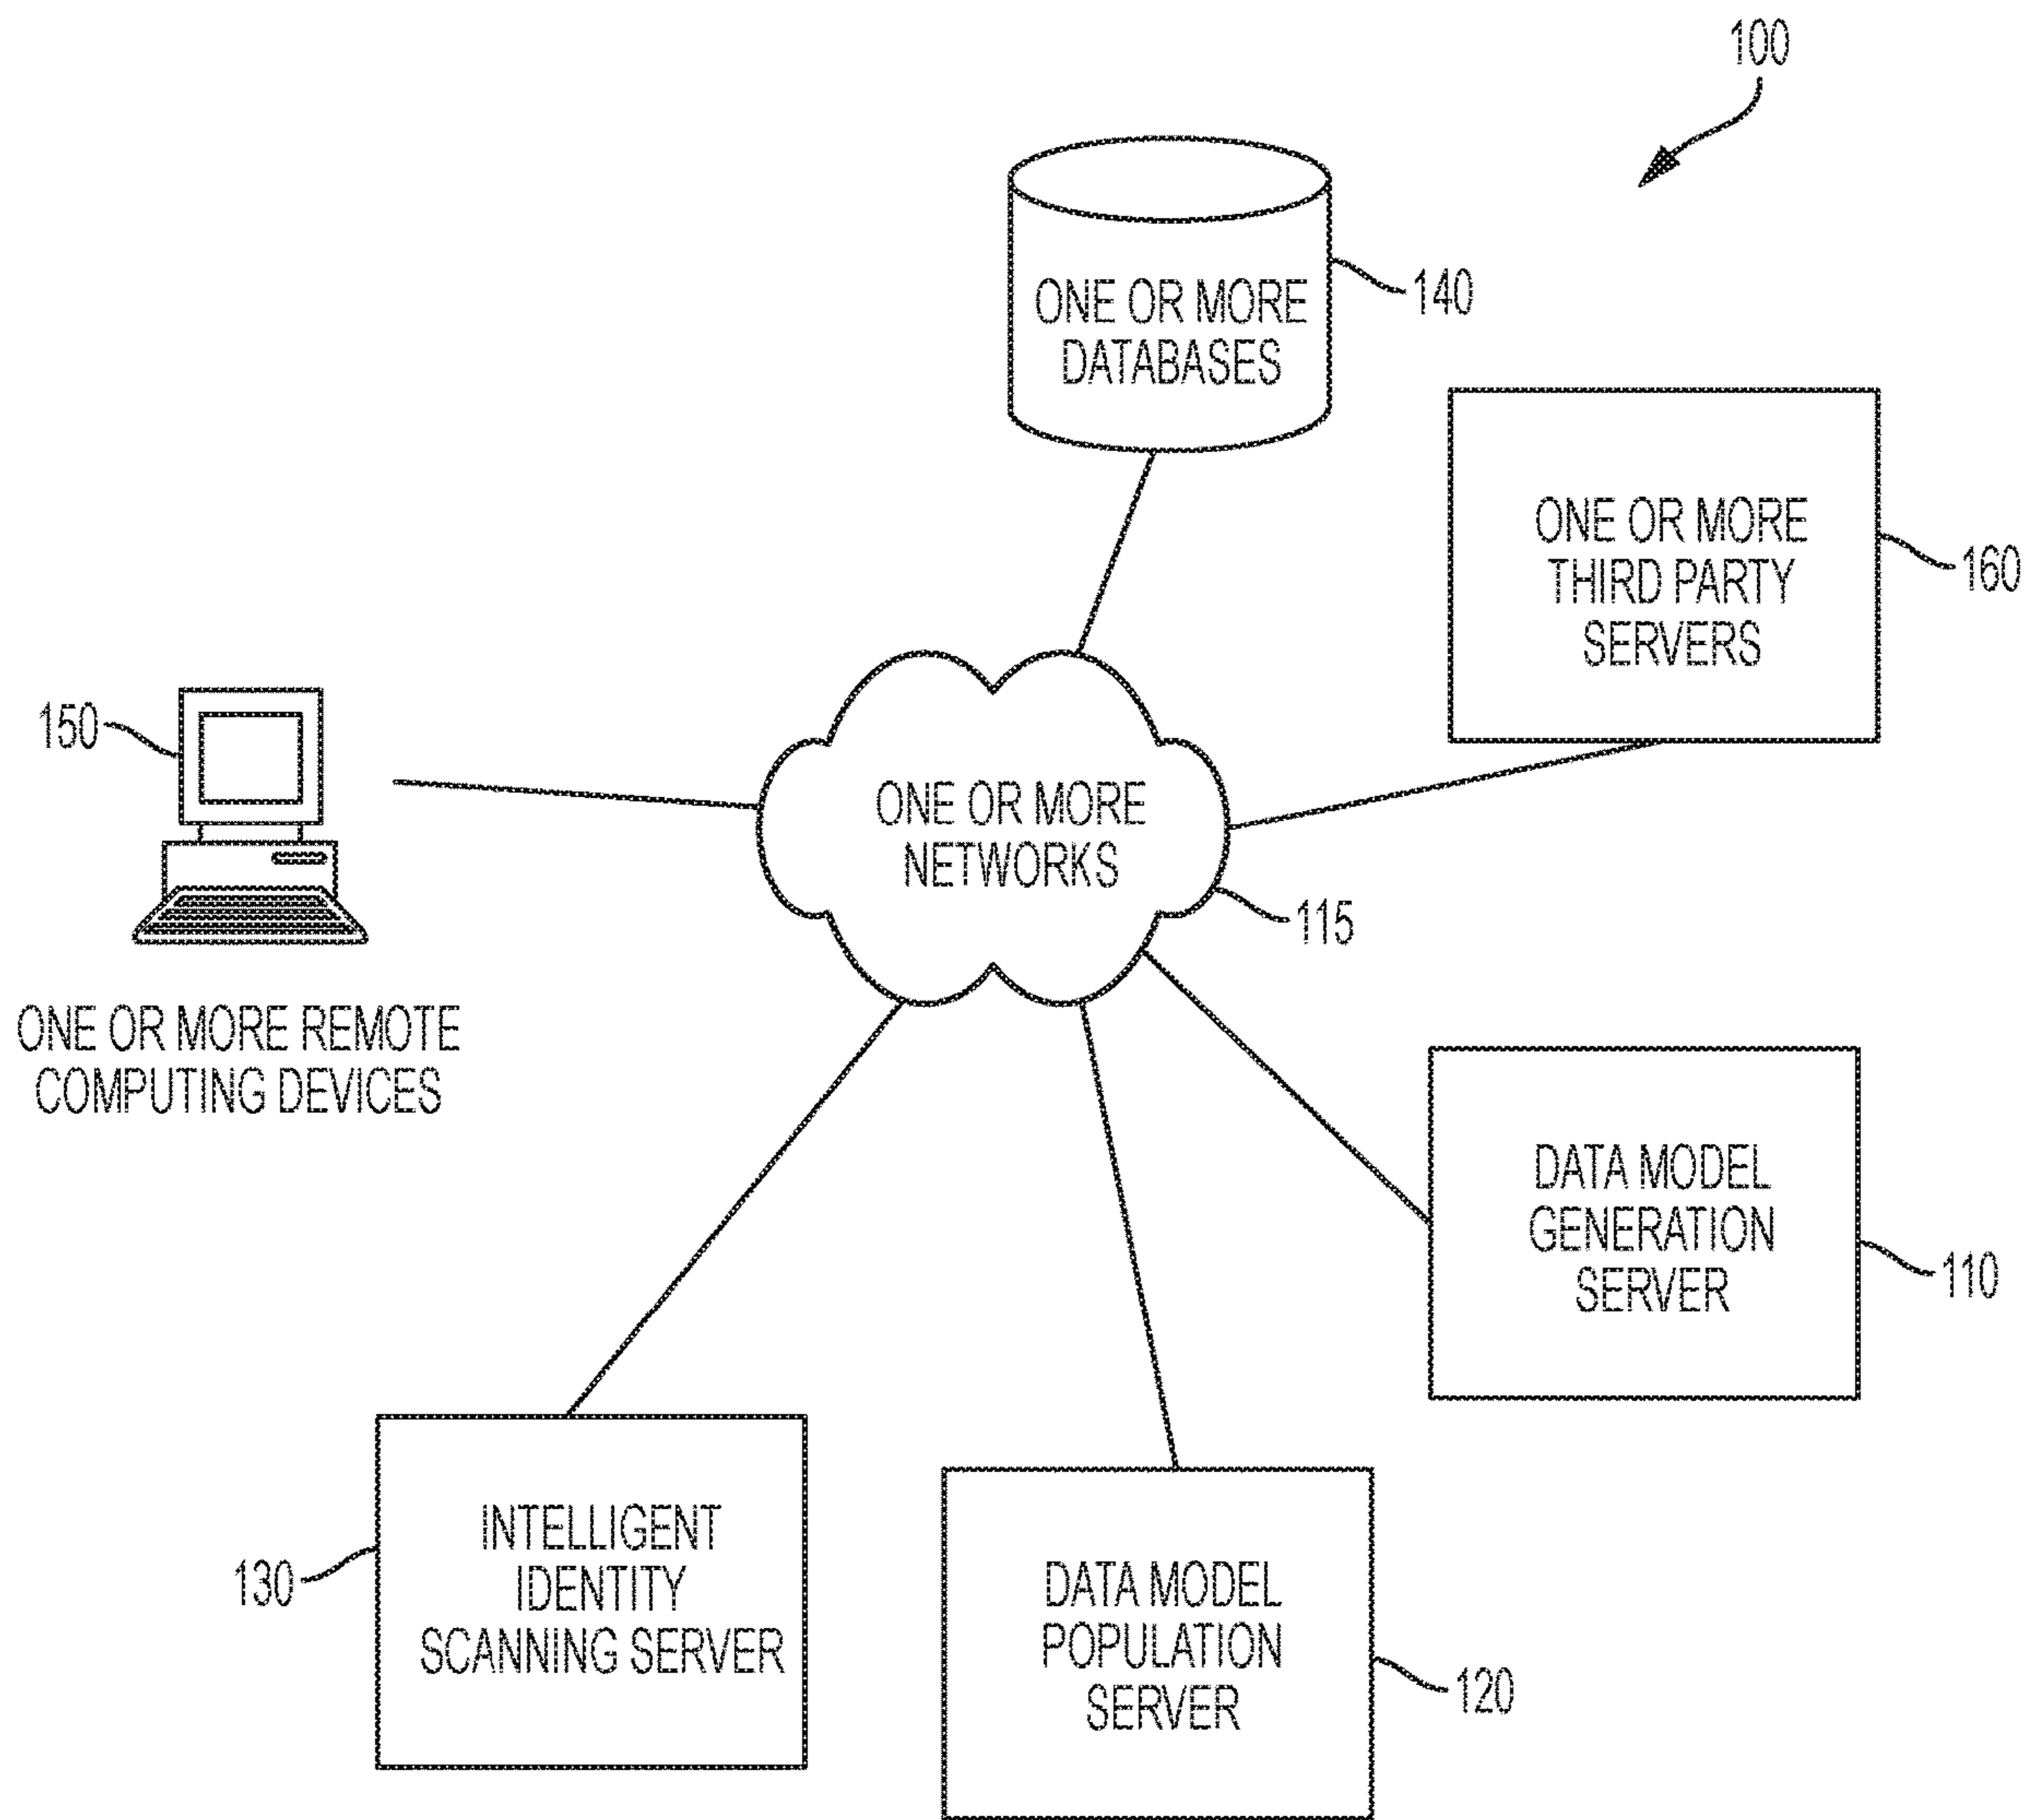 100
ONE OR MORE
DATABASES
140
ONE OR MORE
THIRD PARTY
SERVERS
160
150
ONE OR MORE
NETWORKS
115
ONE OR MORE REMOTE
COMPUTING DEVICES
DATA MODEL
GENERATION
SERVER
110
INTELLIGENT
IDENTITY
SCANNING SERVER
130
DATA MODEL
POPULATION
SERVER
120